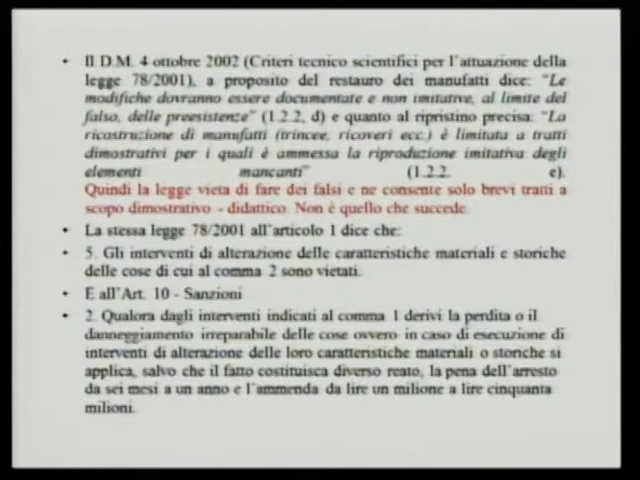 • Il D.M. 4 ottobre 2002 (Criteri tecnico scientifici per l'attuazione della
legge 78/2001), a proposito del restauro dei manufatti dice: "Le
modifiche dovranno essere documentate e non imitative, al limite del
falso, delle preesistenze" (1.2.2, d) e quanto al ripristino precisa: "La
ricostruzione di manufatti (trincee, ricoveri ecc.) è limitata a tratti
dimostrativi per i quali è ammessa la riproduzione imitativa degli
elementi mancanti" (1.2.2. e).
Quindi la legge vieta di fare dei falsi e ne consente solo brevi tratti a
scopo dimostrativo - didattico. Non è quello che succede.
• La stessa legge 78/2001 all'articolo 1 dice che:
• 5. Gli interventi di alterazione delle caratteristiche materiali e storiche
delle cose di cui al comma 2 sono vietati.
• E all'Art. 10 - Sanzioni
• 2. Qualora dagli interventi indicati al comma 1 derivi la perdita o il
danneggiamento irreparabile delle cose ovvero in caso di esecuzione di
interventi di alterazione delle loro caratteristiche materiali o storiche si
applica, salvo che il fatto costituisca diverso reato, la pena dell'arresto
da sei mesi a un anno e l'ammenda da lire un milione a lire cinquanta
milioni.